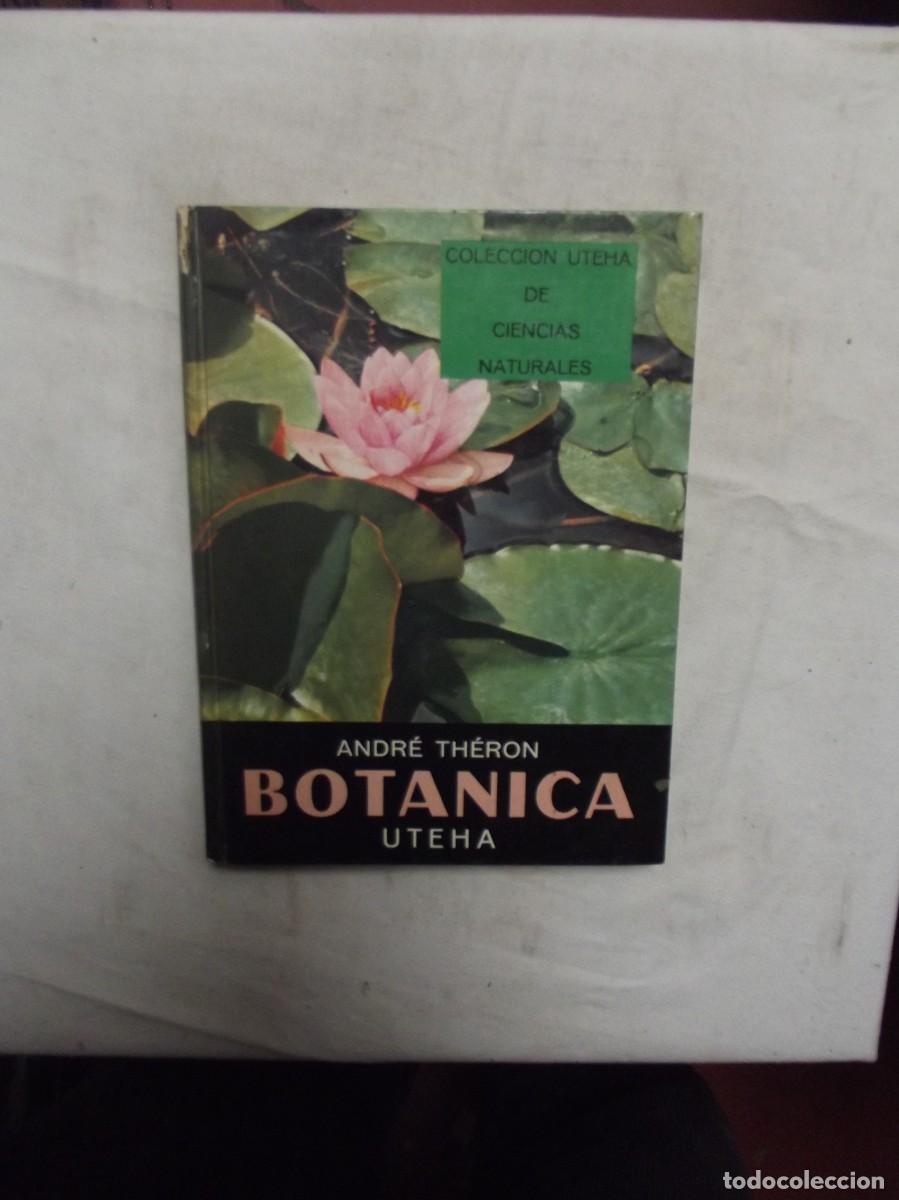 COLECCION UTEHA
DE
CIENCIAS
NATURALES
ANDRÉ THÉRON
BOTANICA
UTEHA
todocoleccion